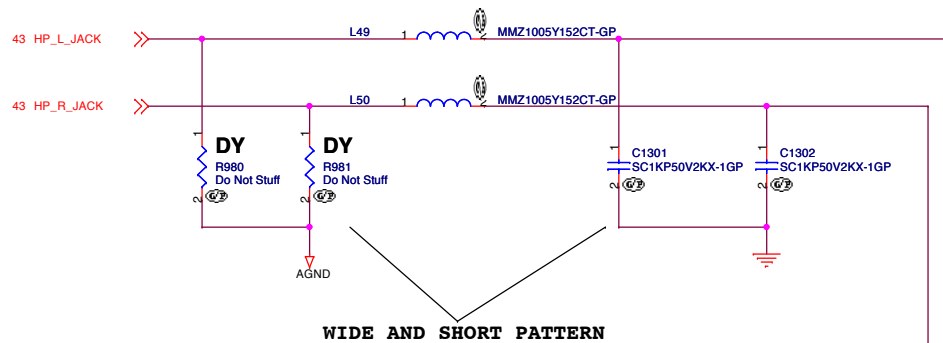 43 HP_L_JACK L49 1 MMZ1005Y152CT-GP
43 HP_R_JACK L50 1 MMZ1005Y152CT-GP
1 DY 1 DY 1 1
R980 R981 C1301 C1302
Do Not Stuff Do Not Stuff SC1KP50V2KX-1GP SC1KP50V2KX-1GP
2 2 2 2
AGND
WIDE AND SHORT PATTERN